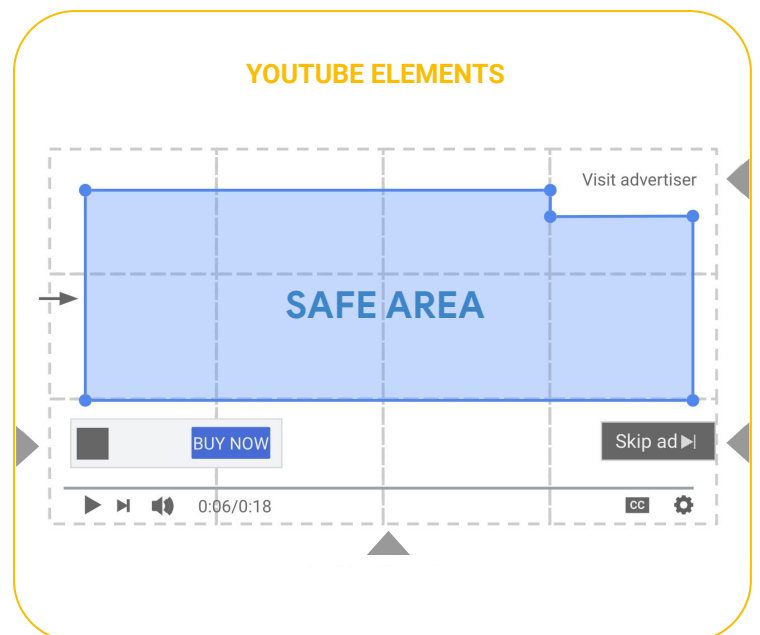 YOUTUBE ELEMENTS
Visit advertiser
SAFE AREA
BUY NOW
Skip ad
0:06/0:18
CC